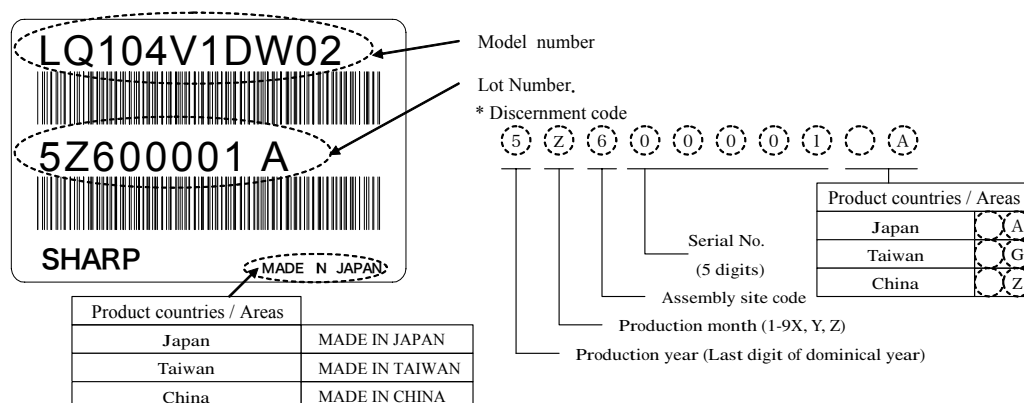 LQ104V1DW02
5Z600001 A
SHARP
MADE N JAPAN
Model number
Lot Number.
* Discernment code
5 Z 6 0 0 0 0 1 A
Product countries / Areas
Japan A
Taiwan G
China Z
Serial No.
(5 digits)
Assembly site code
Production month (1-9X, Y, Z)
Production year (Last digit of dominical year)
Product countries / Areas
Japan MADE IN JAPAN
Taiwan MADE IN TAIWAN
China MADE IN CHINA